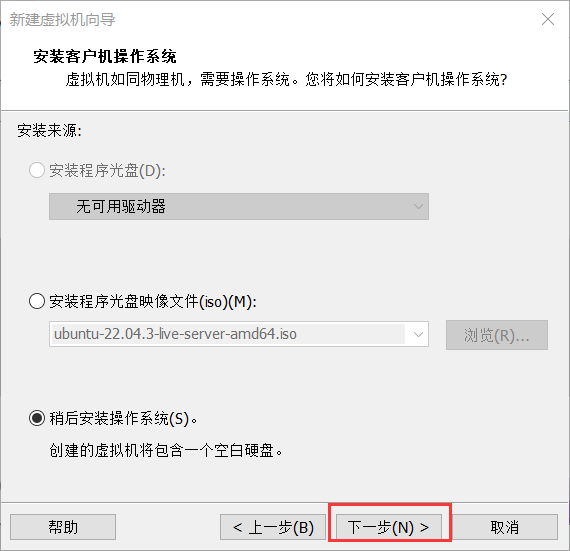 新建虚拟机向导
安装客户机操作系统
虚拟机如同物理机，需要操作系统。您将如何安装客户机操作系统?
安装来源:
安装程序光盘(D):
无可用驱动器
安装程序光盘映像文件(iso)(M):
ubuntu-22.04.3-live-server-amd64.iso
浏览(R)...
稍后安装操作系统(S)。
创建的虚拟机将包含一个空白硬盘。
帮助
< 上一步(B)
下一步(N) >
取消